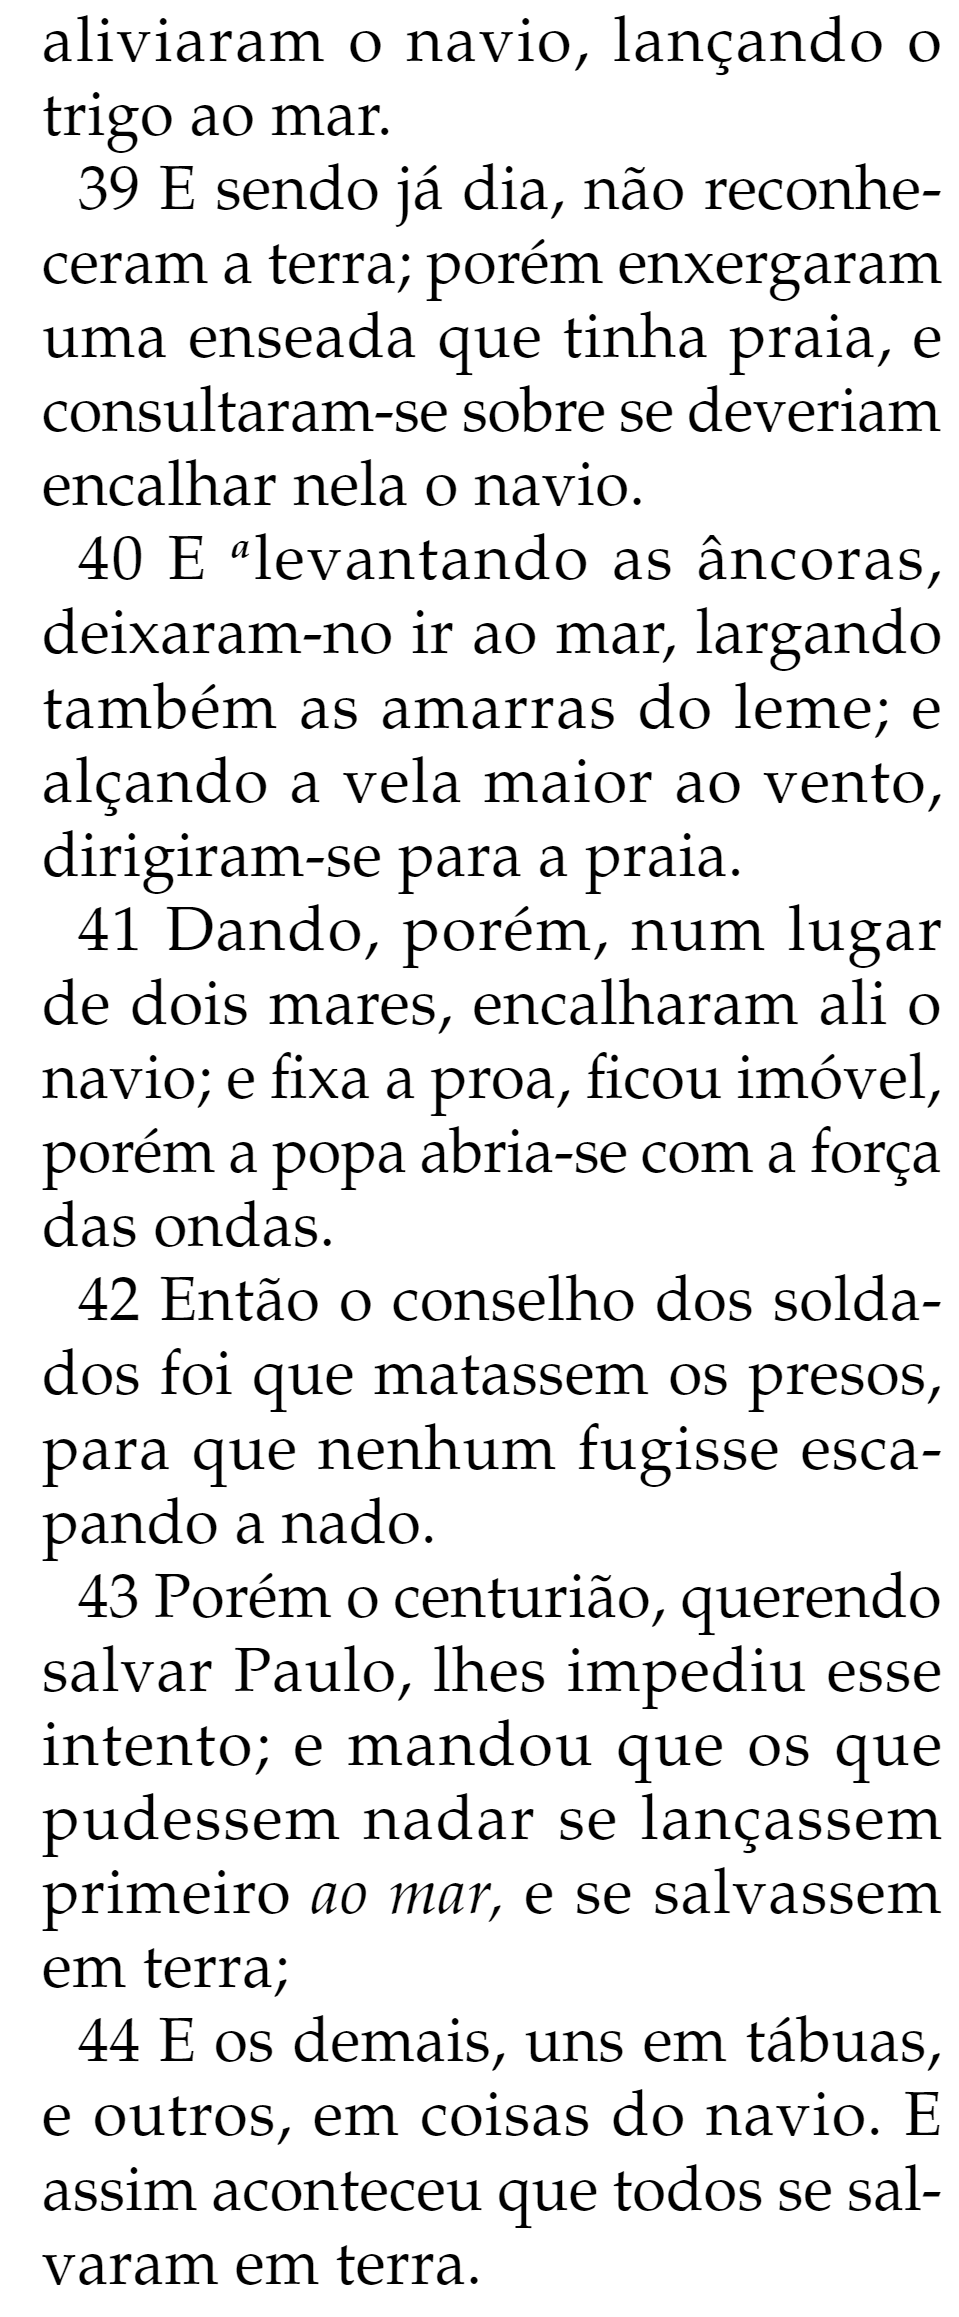 aliviaram o navio, lançando o
trigo ao mar.
39 E sendo já dia, não reconhe-
ceram a terra; porém enxergaram
uma enseada que tinha praia, e
consultaram-se sobre se deveriam
encalhar nela o navio.
40 E ᵃlevantando as âncoras,
deixaram-no ir ao mar, largando
também as amarras do leme; e
alçando a vela maior ao vento,
dirigiram-se para a praia.
41 Dando, porém, num lugar
de dois mares, encalharam ali o
navio; e fixa a proa, ficou imóvel,
porém a popa abria-se com a força
das ondas.
42 Então o conselho dos solda-
dos foi que matassem os presos,
para que nenhum fugisse esca-
pando a nado.
43 Porém o centurião, querendo
salvar Paulo, lhes impediu esse
intento; e mandou que os que
pudessem nadar se lançassem
primeiro ao mar, e se salvassem
em terra;
44 E os demais, uns em tábuas,
e outros, em coisas do navio. E
assim aconteceu que todos se sal-
varam em terra.